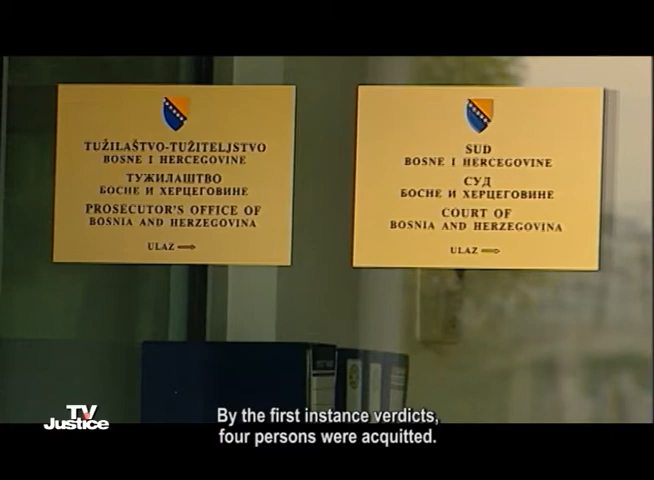 TUŽILAŠTVO-TUŽITELJSTVO
BOSNE I HERCEGOVINE
ТУЖИЛАШТВО
БОСНЕ И ХЕРЦЕГОВИНЕ
PROSECUTOR'S OFFICE OF
BOSNIA AND HERZEGOVINA
ULAZ
SUD
BOSNE I HERCEGOVINE
СУД
БОСНЕ И ХЕРЦЕГОВИНЕ
COURT OF
BOSNIA AND HERZEGOVINA
ULAZ
TV
Justice
By the first instance verdicts,
four persons were acquitted.